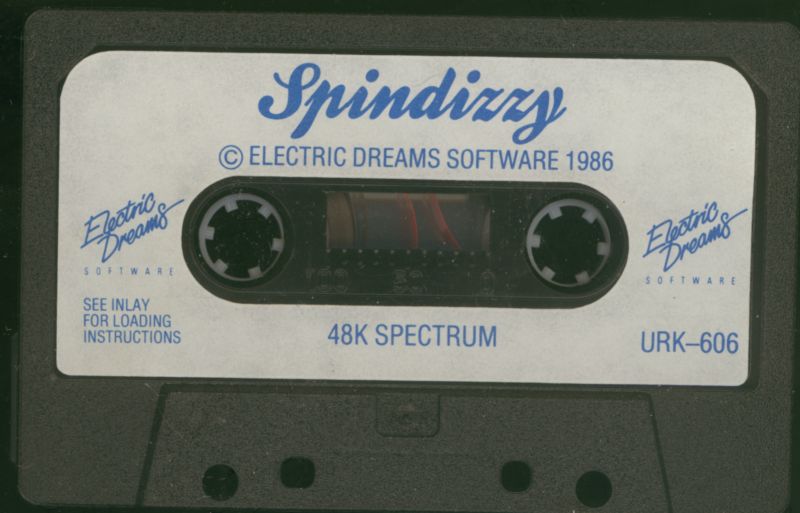 Spindizzy
© ELECTRIC DREAMS SOFTWARE 1986
Electric
Dreams
SOFTWARE
Electric
Dreams
SOFTWARE
SEE INLAY
FOR LOADING
INSTRUCTIONS
48K SPECTRUM
URK–606